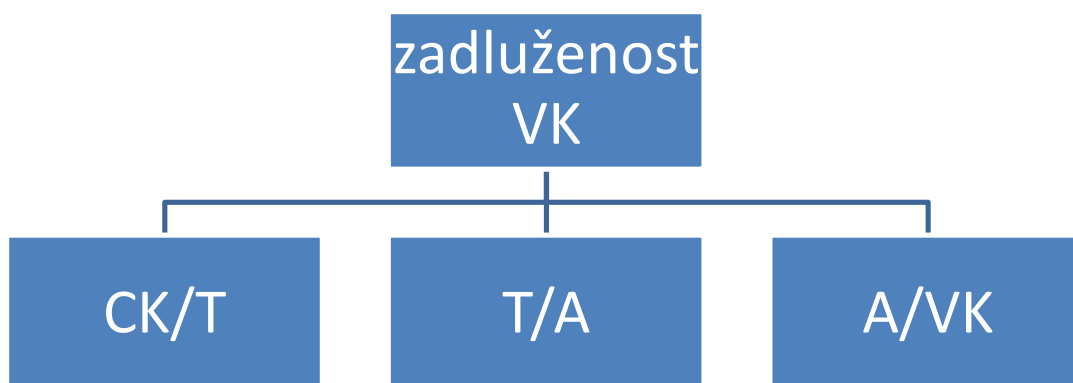 zadluženost
VK
CK/T
T/A
A/VK